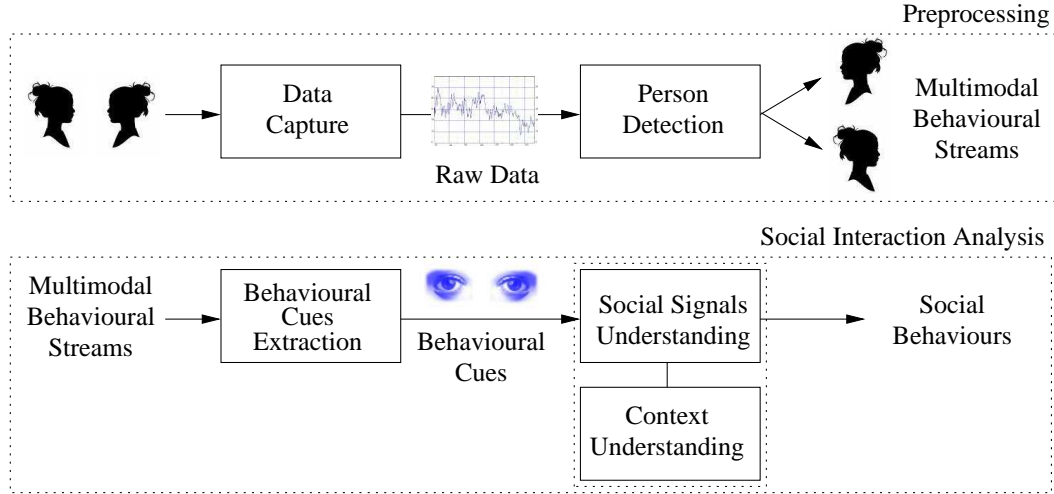 Preprocessing
Data
Capture
Raw Data
Person
Detection
Multimodal
Behavioural
Streams
Social Interaction Analysis
Multimodal
Behavioural
Streams
Behavioural
Cues
Extraction
Behavioural
Cues
Social Signals
Understanding
Context
Understanding
Social
Behaviours